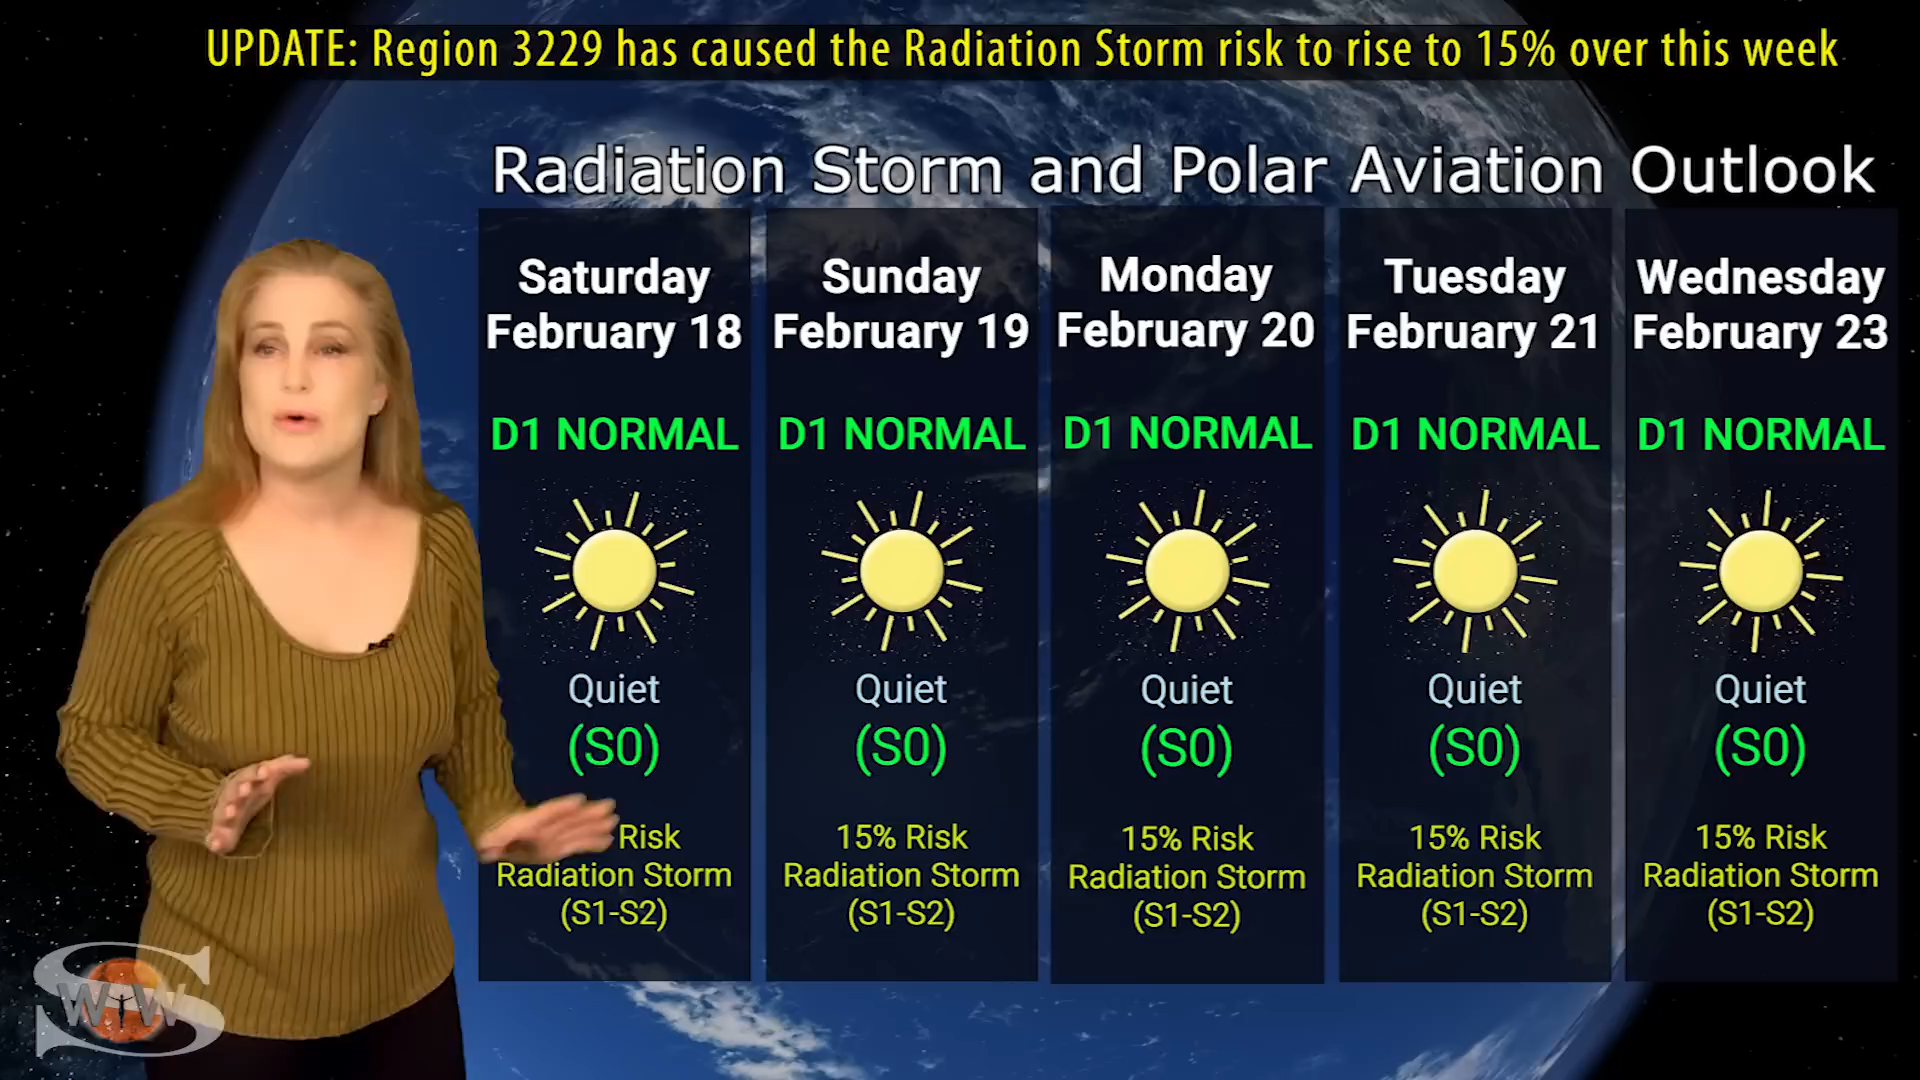 UPDATE: Region 3229 has caused the Radiation Storm risk to rise to 15% over this week
Radiation Storm and Polar Aviation Outlook
Saturday
February 18
D1 NORMAL
Quiet
(S0)
Risk
Radiation Storm
(S1-S2)
Sunday
February 19
D1 NORMAL
Quiet
(S0)
15% Risk
Radiation Storm
(S1-S2)
Monday
February 20
D1 NORMAL
Quiet
(S0)
15% Risk
Radiation Storm
(S1-S2)
Tuesday
February 21
D1 NORMAL
Quiet
(S0)
15% Risk
Radiation Storm
(S1-S2)
Wednesday
February 23
D1 NORMAL
Quiet
(S0)
15% Risk
Radiation Storm
(S1-S2)
S
WW